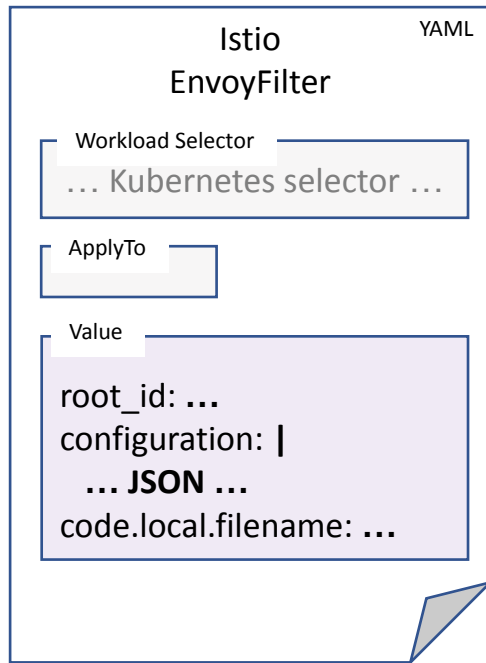 YAML
Istio
EnvoyFilter
Workload Selector
… Kubernetes selector …
ApplyTo
Value
root_id: …
configuration: |
… JSON …
code.local.filename: …